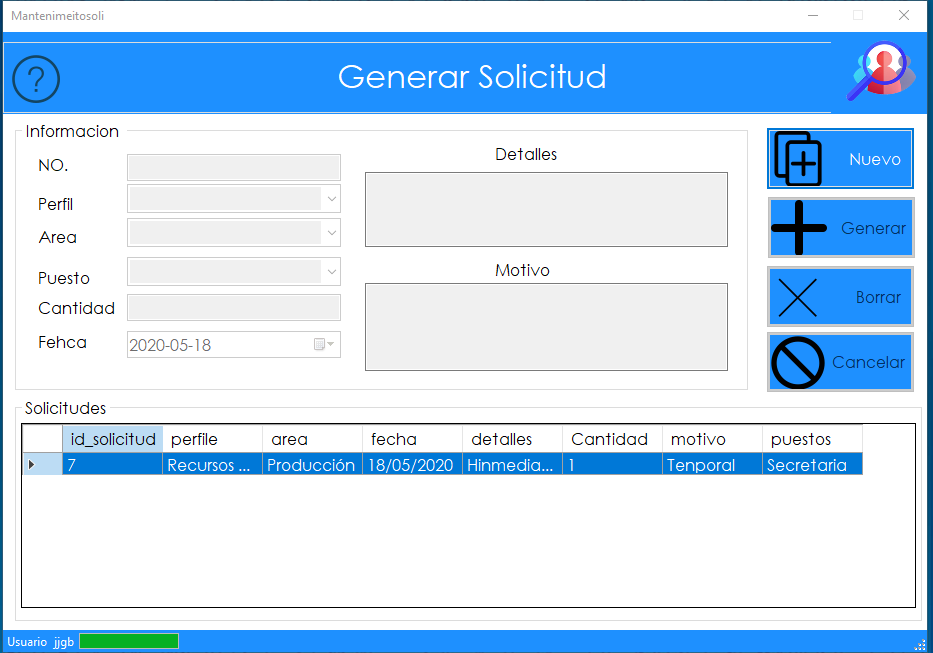 Mantenimeitosoli
?
Generar Solicitud
Informacion
NO.
Perfil
Area
Puesto
Cantidad
Fehca
2020-05-18
Detalles
Motivo
Nuevo
Generar
Borrar
Cancelar
Solicitudes
id_solicitud perfile area fecha detalles Cantidad motivo puestos
7 Recursos ... Producción 18/05/2020 Hinmedia... 1 Tenporal Secretaria
Usuario jjgb